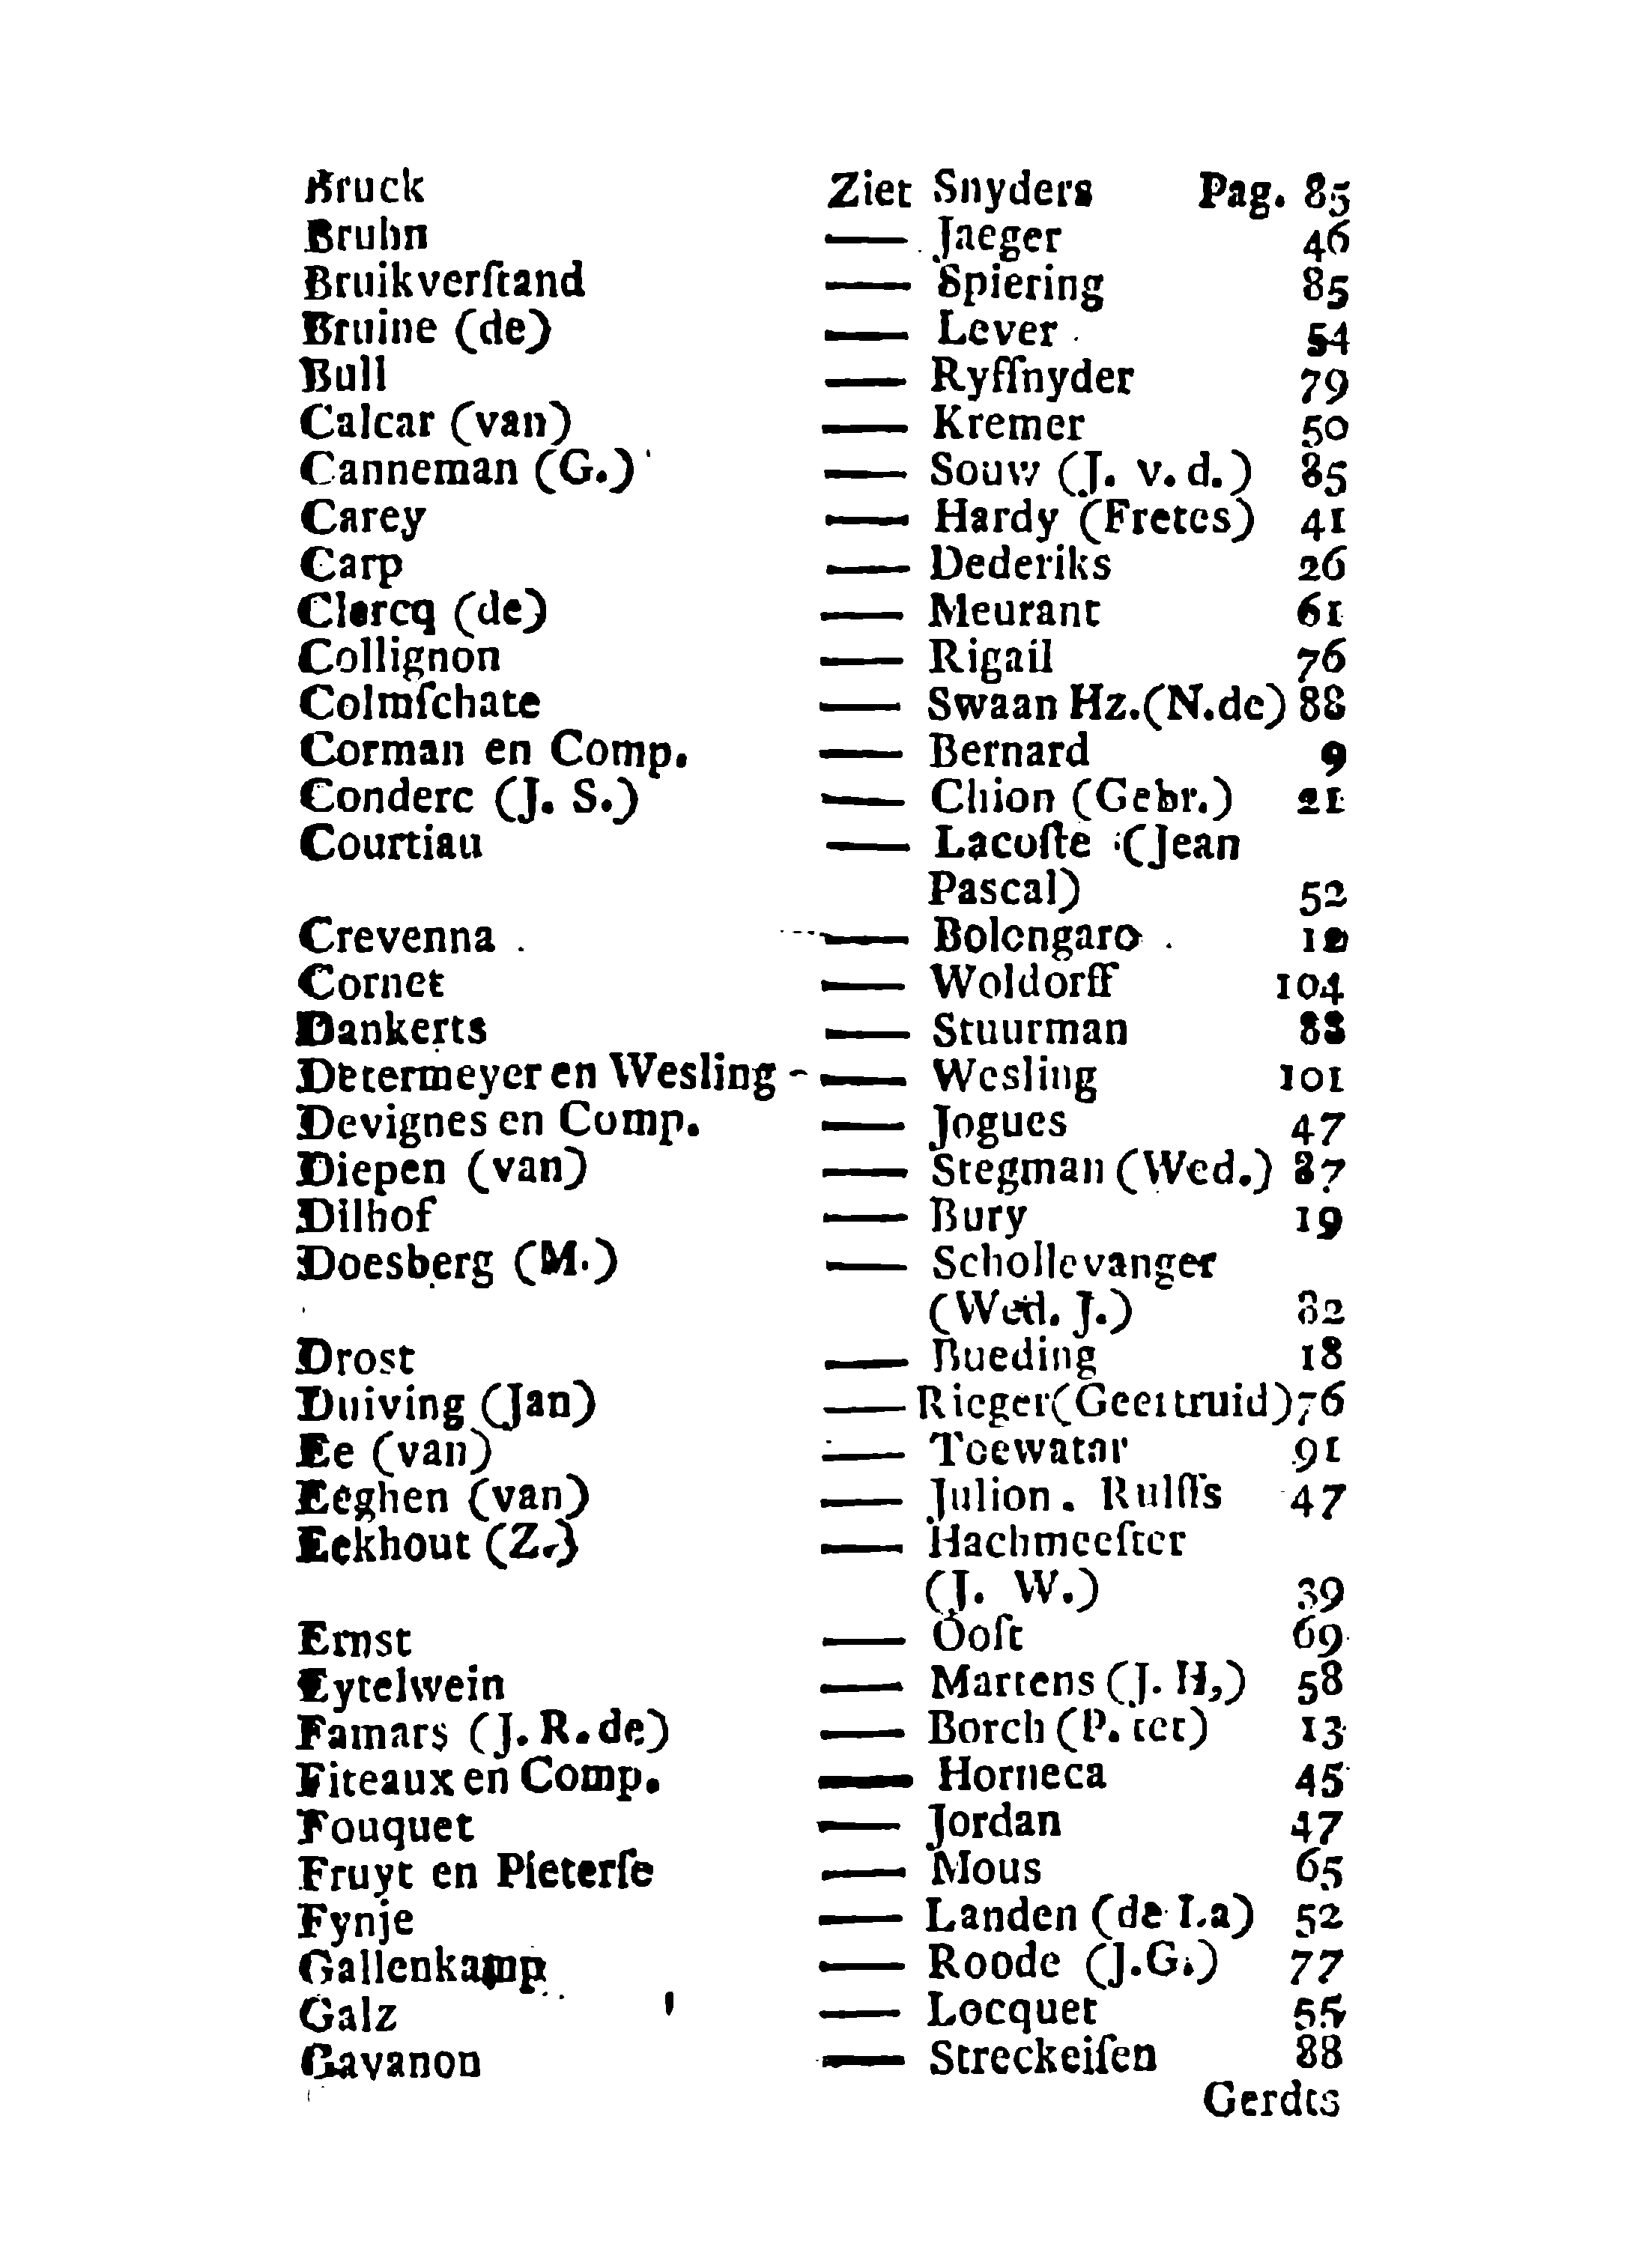 Bruck Ziet Snyders Pag. 85
Bruhn — Jaeger 46
Bruikverſtand — Spiering 85
Bruine (de) — Lever 54
Bull — Ryſſnyder 79
Calcar (van) — Kremer 50
Canneman (G.) — Souw (J. v. d.) 85
Carey — Hardy (Fretes) 41
Carp — Dederiks 26
Clercq (de) — Meurant 61
Collignon — Rigail 76
Colmſchate — Swaan Hz. (N. de) 88
Corman en Comp. — Bernard 9
Conderc (J. S.) — Chion (Gebr.) 21
Courtiau — Lacoſte (Jean
Pascal) 52
Crevenna — Bolongaro 12
Cornet — Woldorff 104
Dankerts — Stuurman 88
Determeyer en Wesling — Wesling 101
Devignes en Comp. — Jogues 47
Diepen (van) — Stegman (Wed.) 87
Dilhof — Bury 19
Doesberg (M.) — Schollevanger
(Wed. J.) 82
Drost — Bueding 18
Duiving (Jan) — Rieger (Geertruid) 76
Ee (van) — Toewatar 91
Eeghen (van) — Julion. Rulffs 47
Eekhout (Z.) — Hachmeeſter
(J. W.) 39
Ernst — Ooſt 69
Eytelwein — Martens (J. H,) 58
Famars (J. R. de) — Borch (P. ter) 13
Fiteaux en Comp. — Horneca 45
Fouquet — Jordan 47
Fruyt en Pieterſe — Mous 65
Fynje — Landen (de La) 52
Gallenkamp — Roode (J. G.) 77
Galz — Locquet 55
Gavanon — Streckeiſen 88
Gerdts